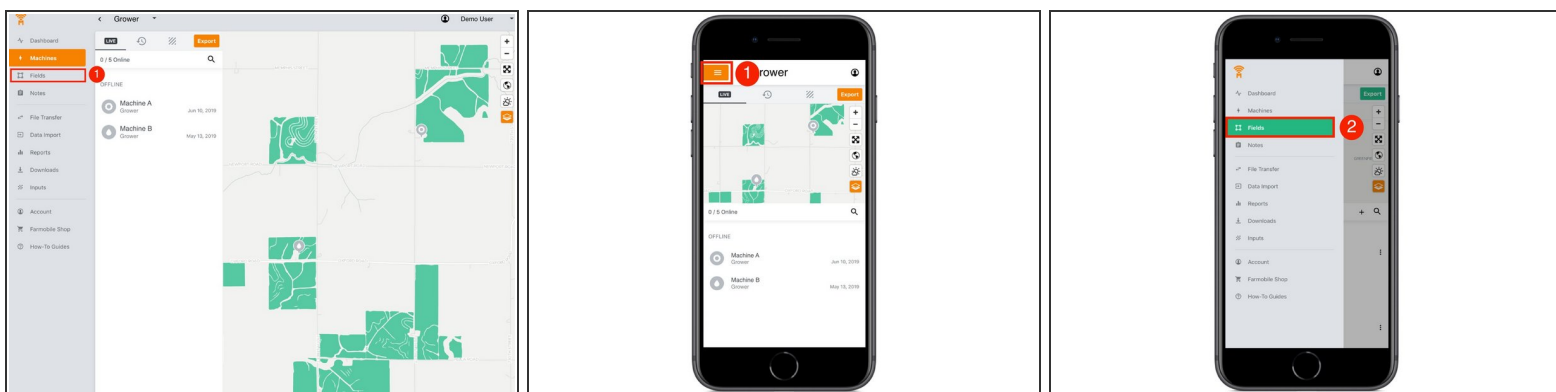 Grower
Demo User
Dashboard
Machines
Fields
1
Notes
File Transfer
Data Import
Reports
Downloads
Inputs
Account
Farmobile Shop
How-To Guides
LIVE
Export
0 / 5 Online
OFFLINE
Machine A
Grower
Jun 10, 2019
Machine B
Grower
May 13, 2019
1
rower
LIVE
Export
0 / 5 Online
OFFLINE
Machine A
Grower
Jun 10, 2019
Machine B
Grower
May 13, 2019
Dashboard
Machines
Fields
2
Notes
File Transfer
Data Import
Reports
Downloads
Inputs
Account
Farmobile Shop
How-To Guides
Export